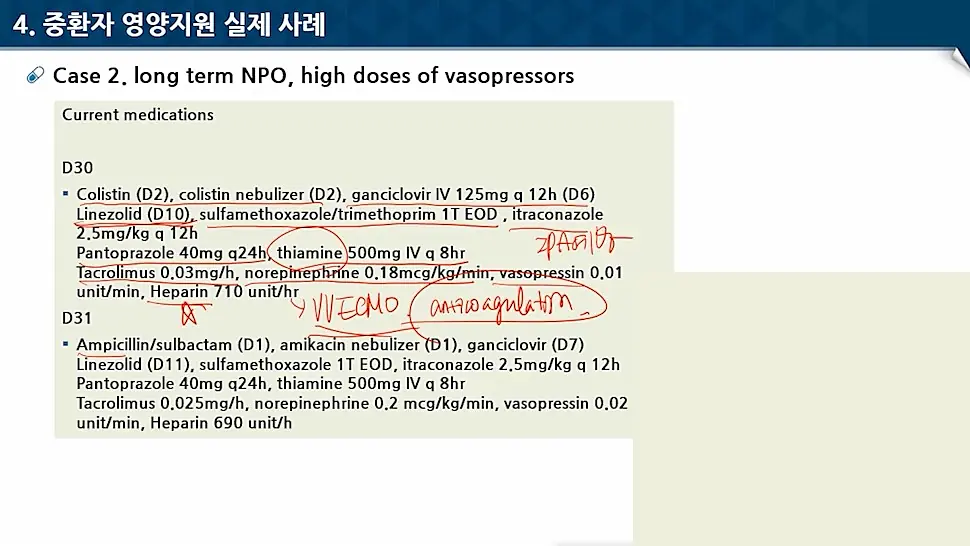 4. 중환자 영양지원 실제 사례
Case 2. long term NPO, high doses of vasopressors
Current medications
D30
▪ Colistin (D2), colistin nebulizer (D2), ganciclovir IV 125mg q 12h (D6)
Linezolid (D10), sulfamethoxazole/trimethoprim 1T EOD , itraconazole
2.5mg/kg q 12h
Pantoprazole 40mg q24h, thiamine 500mg IV q 8hr
Tacrolimus 0.03mg/h, norepinephrine 0.18mcg/kg/min, vasopressin 0.01
unit/min, Heparin 710 unit/hr
VVECMO anticoagulation
D31
▪ Ampicillin/sulbactam (D1), amikacin nebulizer (D1), ganciclovir (D7)
Linezolid (D11), sulfamethoxazole 1T EOD, itraconazole 2.5mg/kg q 12h
Pantoprazole 40mg q24h, thiamine 500mg IV q 8hr
Tacrolimus 0.025mg/h, norepinephrine 0.2 mcg/kg/min, vasopressin 0.02
unit/min, Heparin 690 unit/h